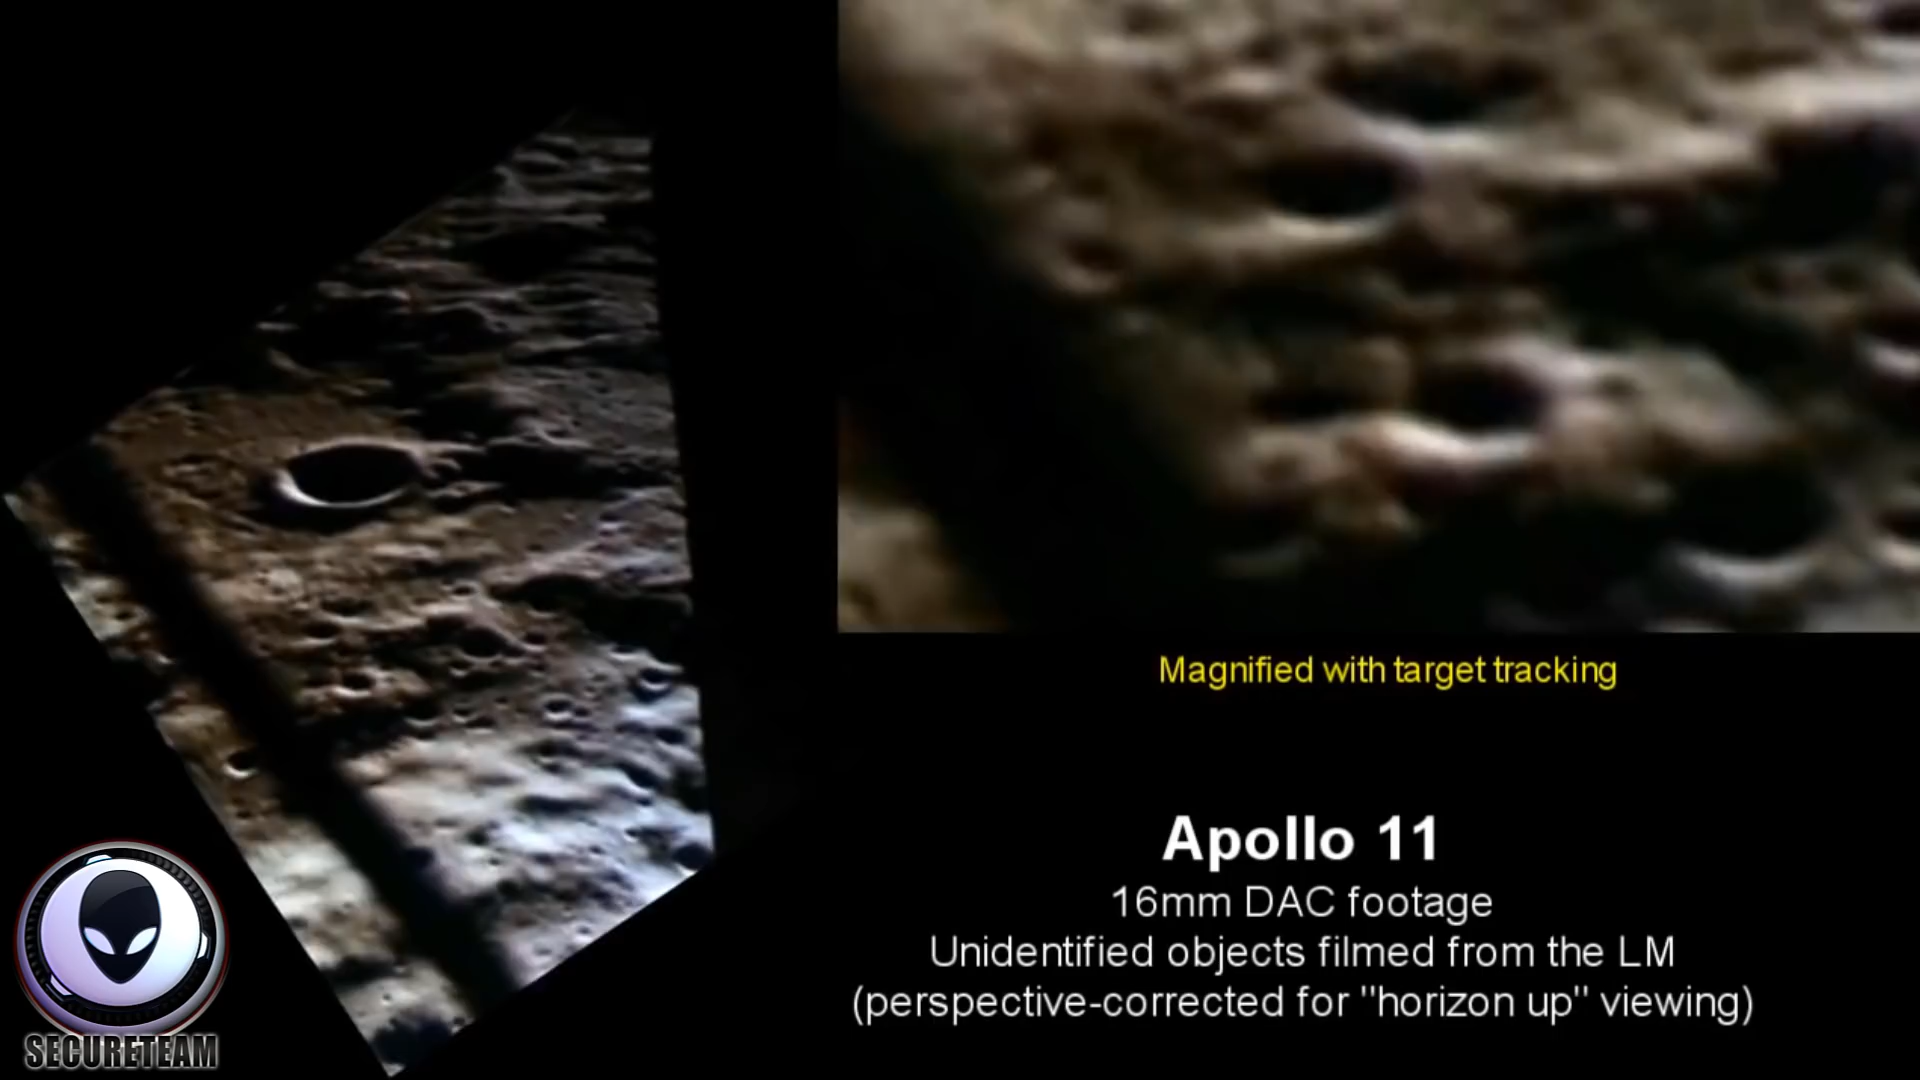 Magnified with target tracking
Apollo 11
16mm DAC footage
Unidentified objects filmed from the LM
(perspective-corrected for "horizon up" viewing)
SECURETEAM